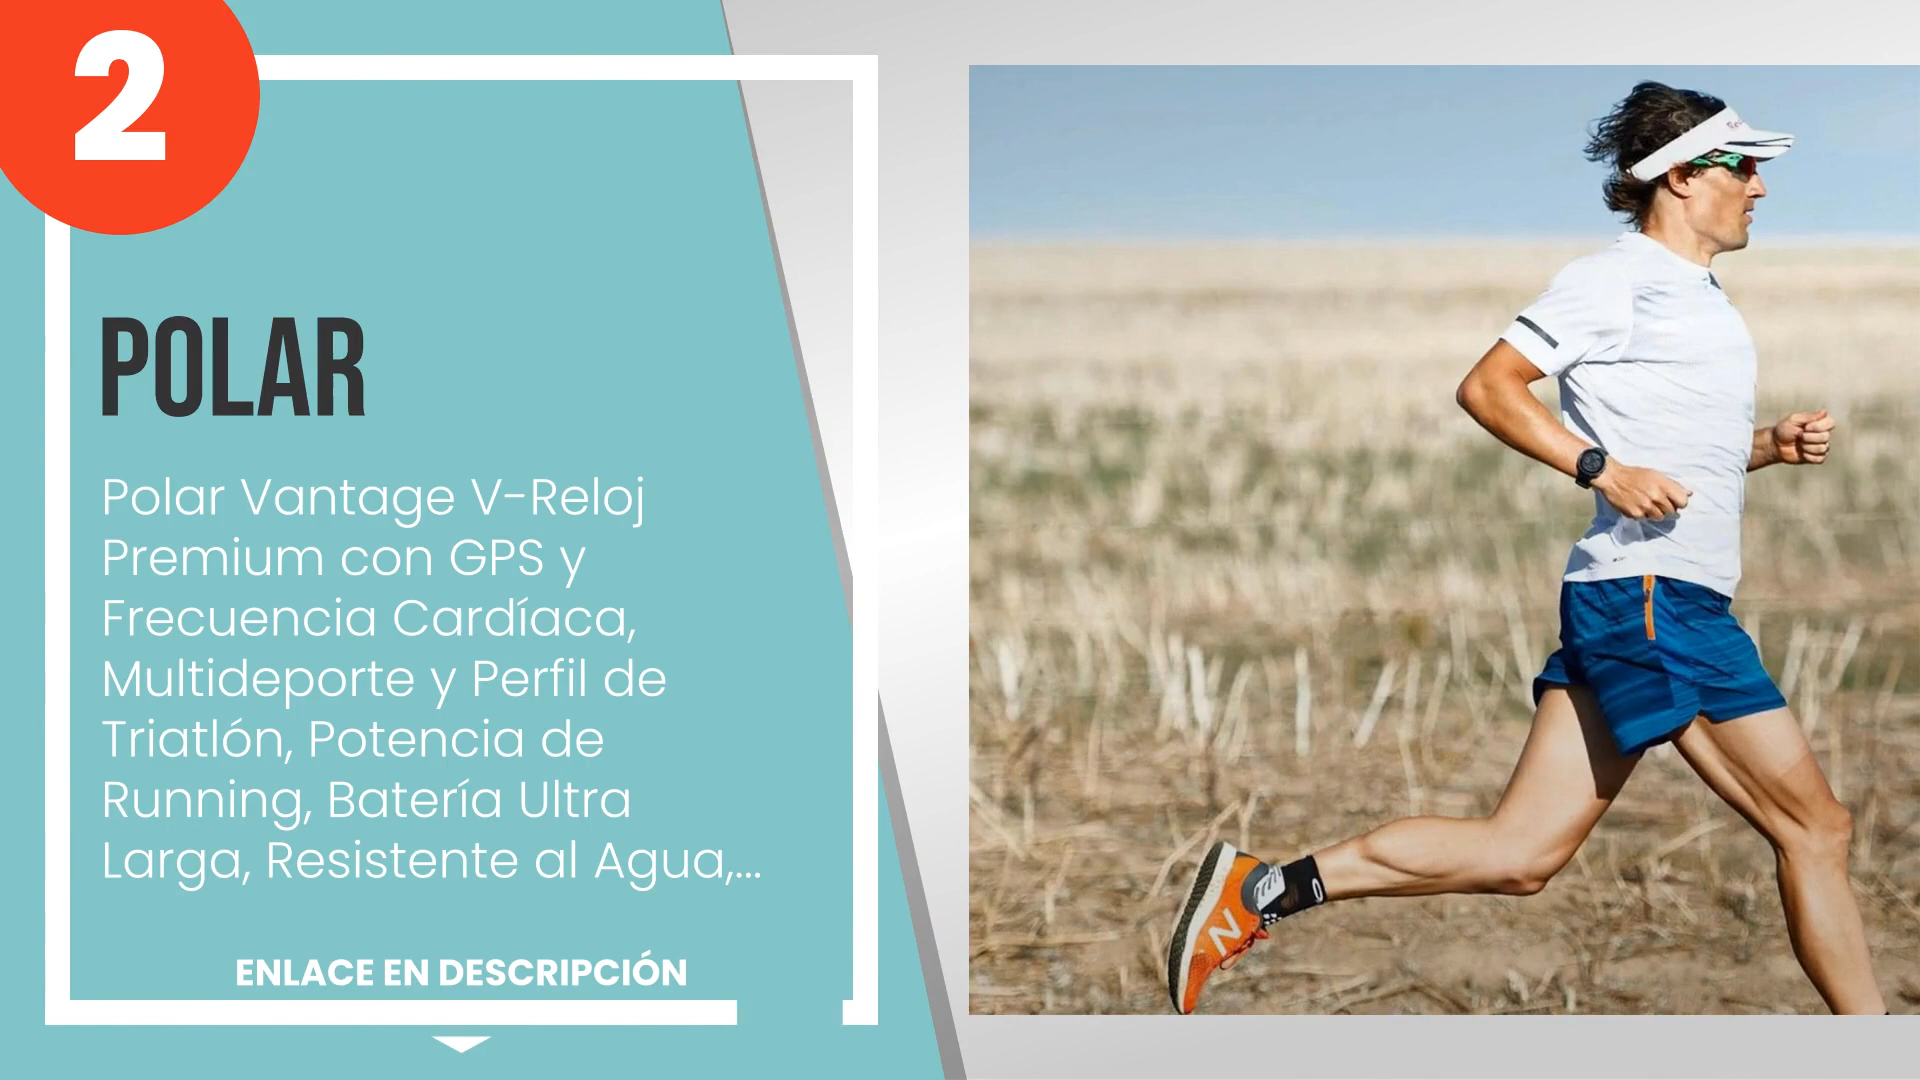 2
POLAR
Polar Vantage V-Reloj
Premium con GPS y
Frecuencia Cardíaca,
Multideporte y Perfil de
Triatlón, Potencia de
Running, Batería Ultra
Larga, Resistente al Agua,...
ENLACE EN DESCRIPCIÓN
N